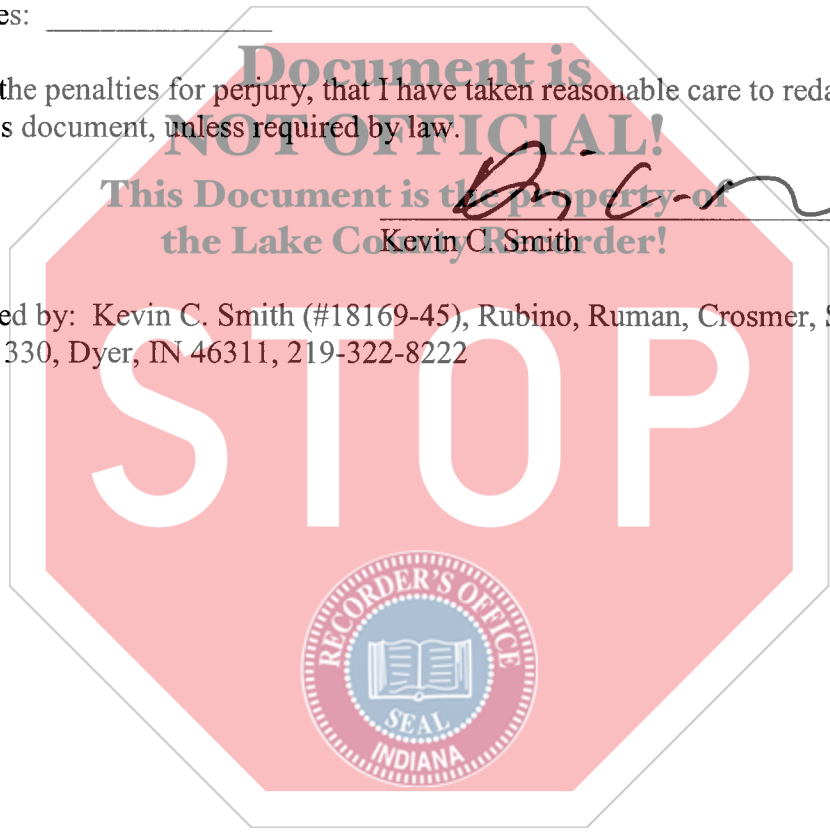 es:
Document is
the penalties for perjury, that I have taken reasonable care to reda
s document, unless required by law.
NOT OFFICIAL!
This Document is the property of
the Lake County Recorder!
Kevin C. Smith
ed by: Kevin C. Smith (#18169-45), Rubino, Ruman, Crosmer, S
330, Dyer, IN 46311, 219-322-8222
STOP
RECORDER'S OFFICE
SEAL
INDIANA